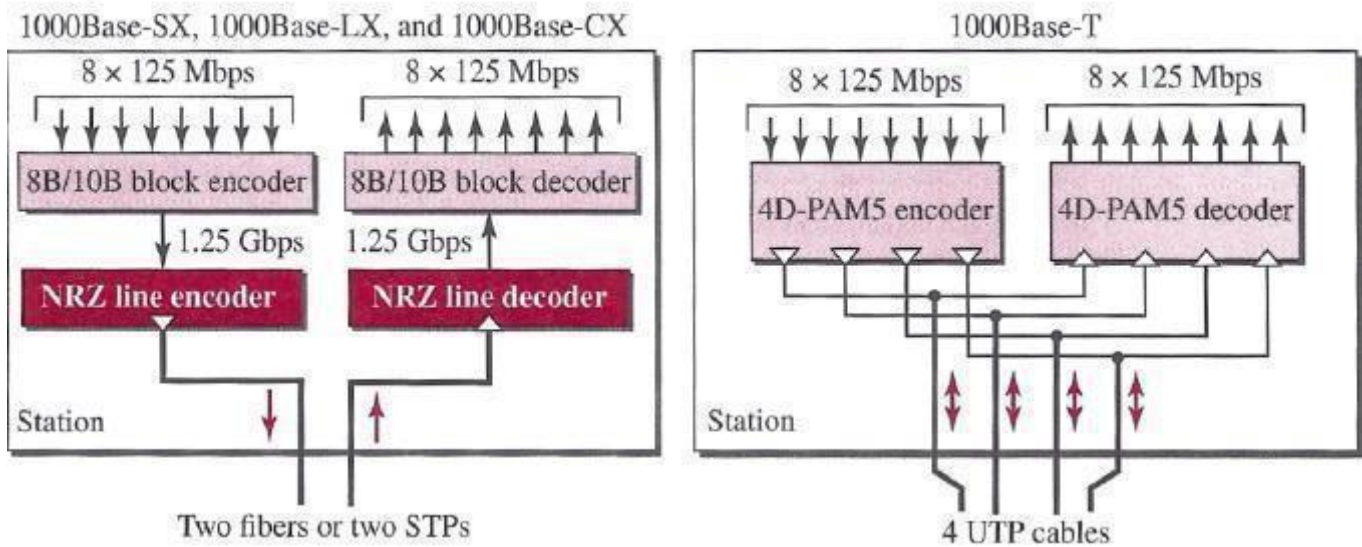 1000Base-SX, 1000Base-LX, and 1000Base-CX
8 × 125 Mbps
8 × 125 Mbps
8B/10B block encoder
8B/10B block decoder
1.25 Gbps
1.25 Gbps
NRZ line encoder
NRZ line decoder
Station
Two fibers or two STPs
1000Base-T
8 × 125 Mbps
8 × 125 Mbps
4D-PAM5 encoder
4D-PAM5 decoder
Station
4 UTP cables